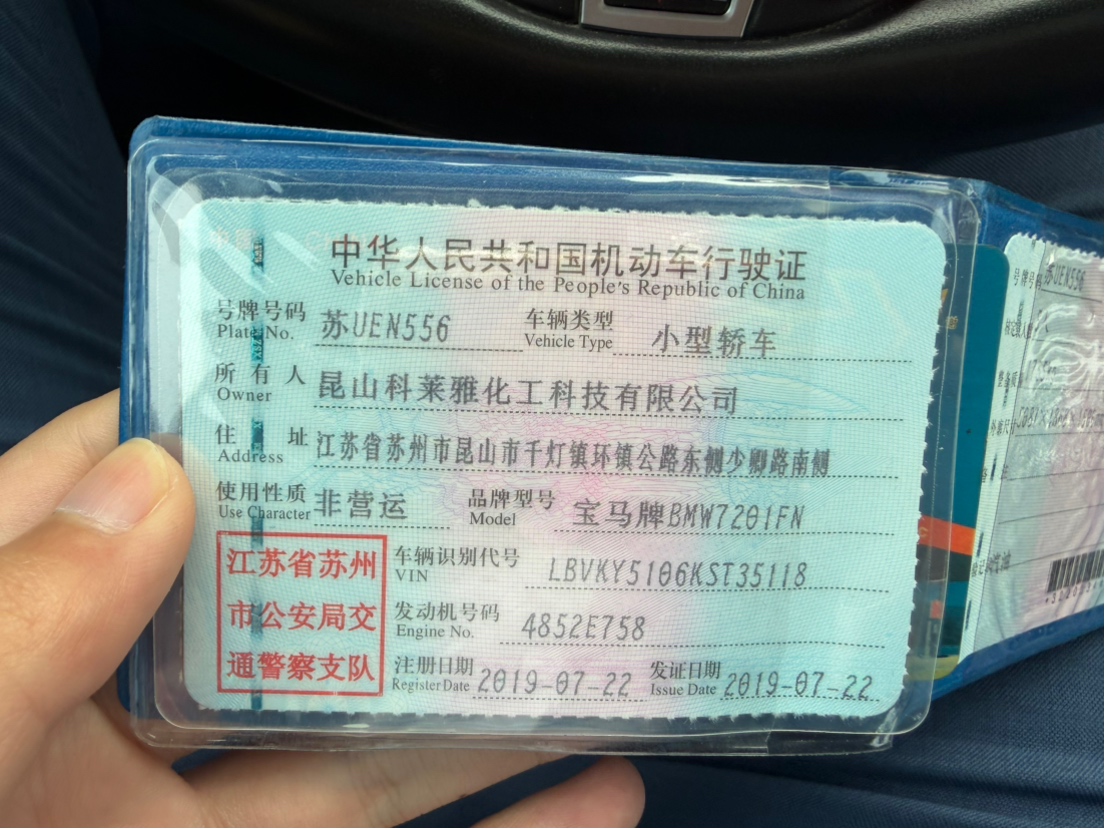 中华人民共和国机动车行驶证
Vehicle License of the People's Republic of China
号牌号码 苏UEN556 车辆类型 小型轿车
Plate No. Vehicle Type
所有人 昆山科莱雅化工科技有限公司
Owner
住址 江苏省苏州市昆山市千灯镇环镇公路东侧少卿路南侧
Address
使用性质 非营运 品牌型号 宝马牌BMW7201FN
Use Character Model
江苏省苏州
市公安局交
通警察支队
车辆识别代号 LBVKY5106KST35118
VIN
发动机号码 4852E758
Engine No.
注册日期 2019-07-22 发证日期 2019-07-22
Register Date Issue Date
号牌号码 苏UEN556